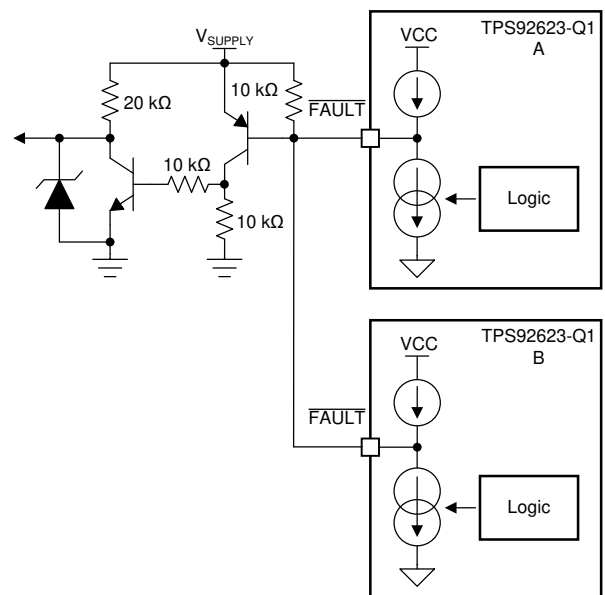 V_SUPPLY
20 kΩ
10 kΩ
10 kΩ
10 kΩ
FAULT
TPS92623-Q1
A
VCC
Logic
FAULT
TPS92623-Q1
B
VCC
Logic